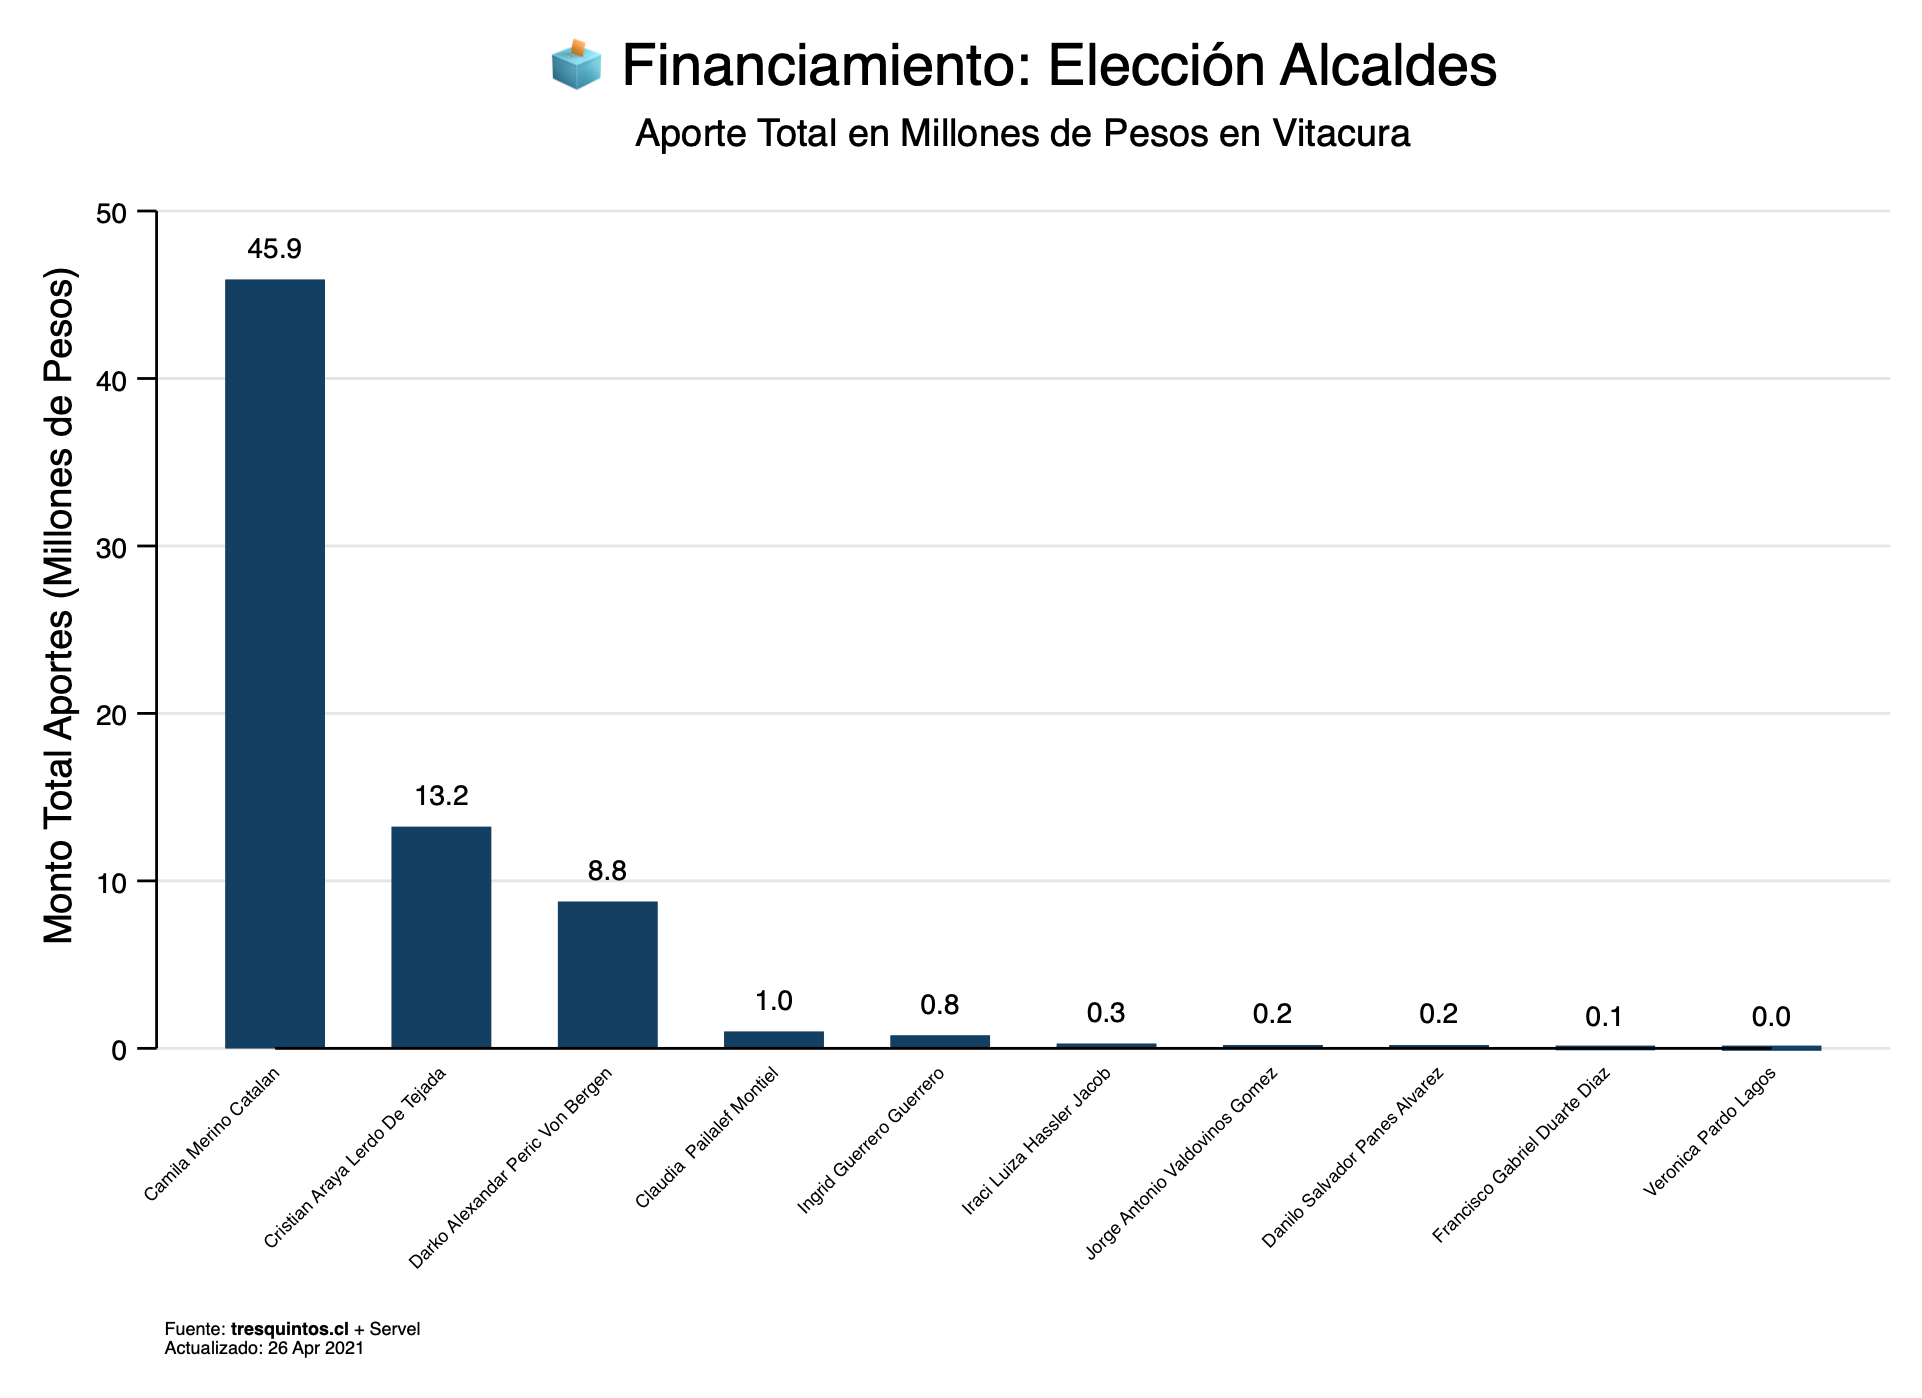 Financiamiento: Elección Alcaldes
Aporte Total en Millones de Pesos en Vitacura
Monto Total Aportes (Millones de Pesos)
50
40
30
20
10
0
45.9
13.2
8.8
1.0
0.8
0.3
0.2
0.2
0.1
0.0
Camila Merino Catalan
Cristian Araya Lerdo De Tejada
Darko Alexandar Peric Von Bergen
Claudia  Pailalef Montiel
Ingrid Guerrero Guerrero
Iraci Luiza Hassler Jacob
Jorge Antonio Valdovinos Gomez
Danilo Salvador Panes Alvarez
Francisco Gabriel Duarte Diaz
Veronica Pardo Lagos
Fuente: tresquintos.cl + Servel
Actualizado: 26 Apr 2021